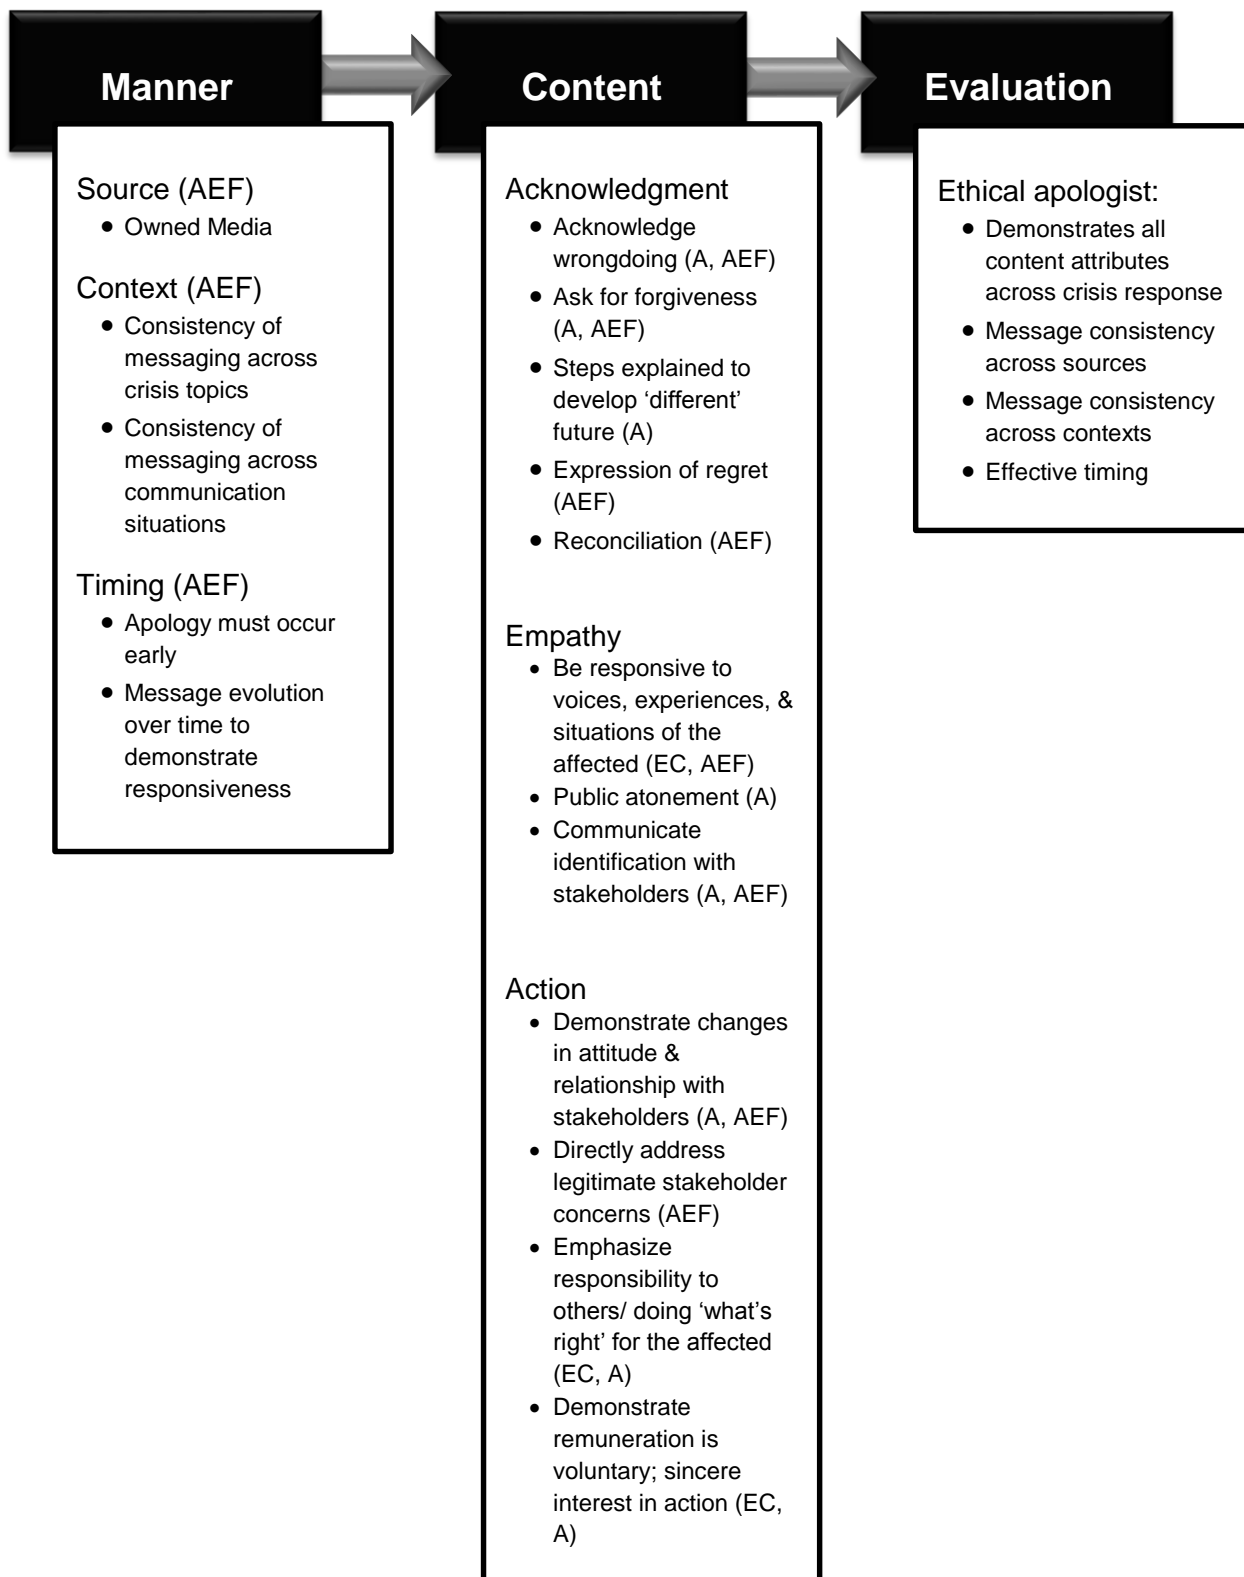 Manner
Source (AEF)
• Owned Media
Context (AEF)
• Consistency of
messaging across
crisis topics
• Consistency of
messaging across
communication
situations
Timing (AEF)
• Apology must occur
early
• Message evolution
over time to
demonstrate
responsiveness
Content
Acknowledgment
• Acknowledge
wrongdoing (A, AEF)
• Ask for forgiveness
(A, AEF)
• Steps explained to
develop ‘different’
future (A)
• Expression of regret
(AEF)
• Reconciliation (AEF)
Empathy
• Be responsive to
voices, experiences, &
situations of the
affected (EC, AEF)
• Public atonement (A)
• Communicate
identification with
stakeholders (A, AEF)
Action
• Demonstrate changes
in attitude &
relationship with
stakeholders (A, AEF)
• Directly address
legitimate stakeholder
concerns (AEF)
• Emphasize
responsibility to
others/ doing ‘what’s
right’ for the affected
(EC, A)
• Demonstrate
remuneration is
voluntary; sincere
interest in action (EC,
A)
Evaluation
Ethical apologist:
• Demonstrates all
content attributes
across crisis response
• Message consistency
across sources
• Message consistency
across contexts
• Effective timing